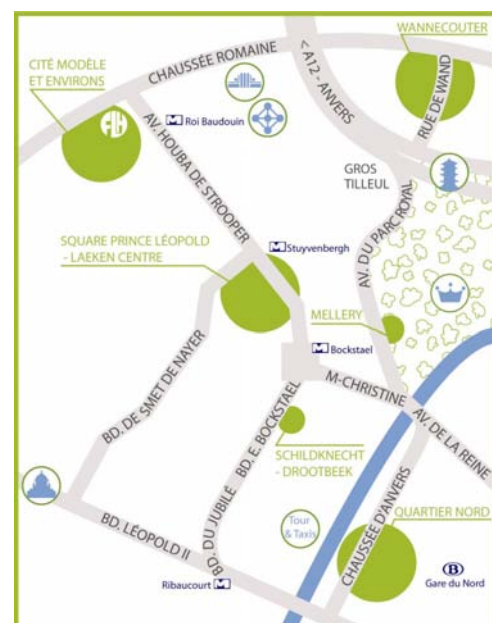 WANNECOUTER
< A12 - ANVERS
CHAUSSÉE ROMAINE
CITÉ MODÈLE
ET ENVIRONS
RUE DE WAND
M Roi Baudouin
AV. HOUBA DE STROOPER
GROS
TILLEUL
AV. DU PARC ROYAL
SQUARE PRINCE LÉOPOLD
- LAEKEN CENTRE
M Stuyvenbergh
MELLERY
M Bockstael
BD. DE SMET DE NAYER
M-CHRISTINE
AV. DE LA REINE
BD. E. BOCKSTAEL
SCHILDKNECHT
- DROOTBEEK
BD. DU JUBILÉ
CHAUSSÉE D'ANVERS
QUARTIER NORD
Tour
& Taxis
BD. LÉOPOLD II
B
Gare du Nord
Ribaucourt M